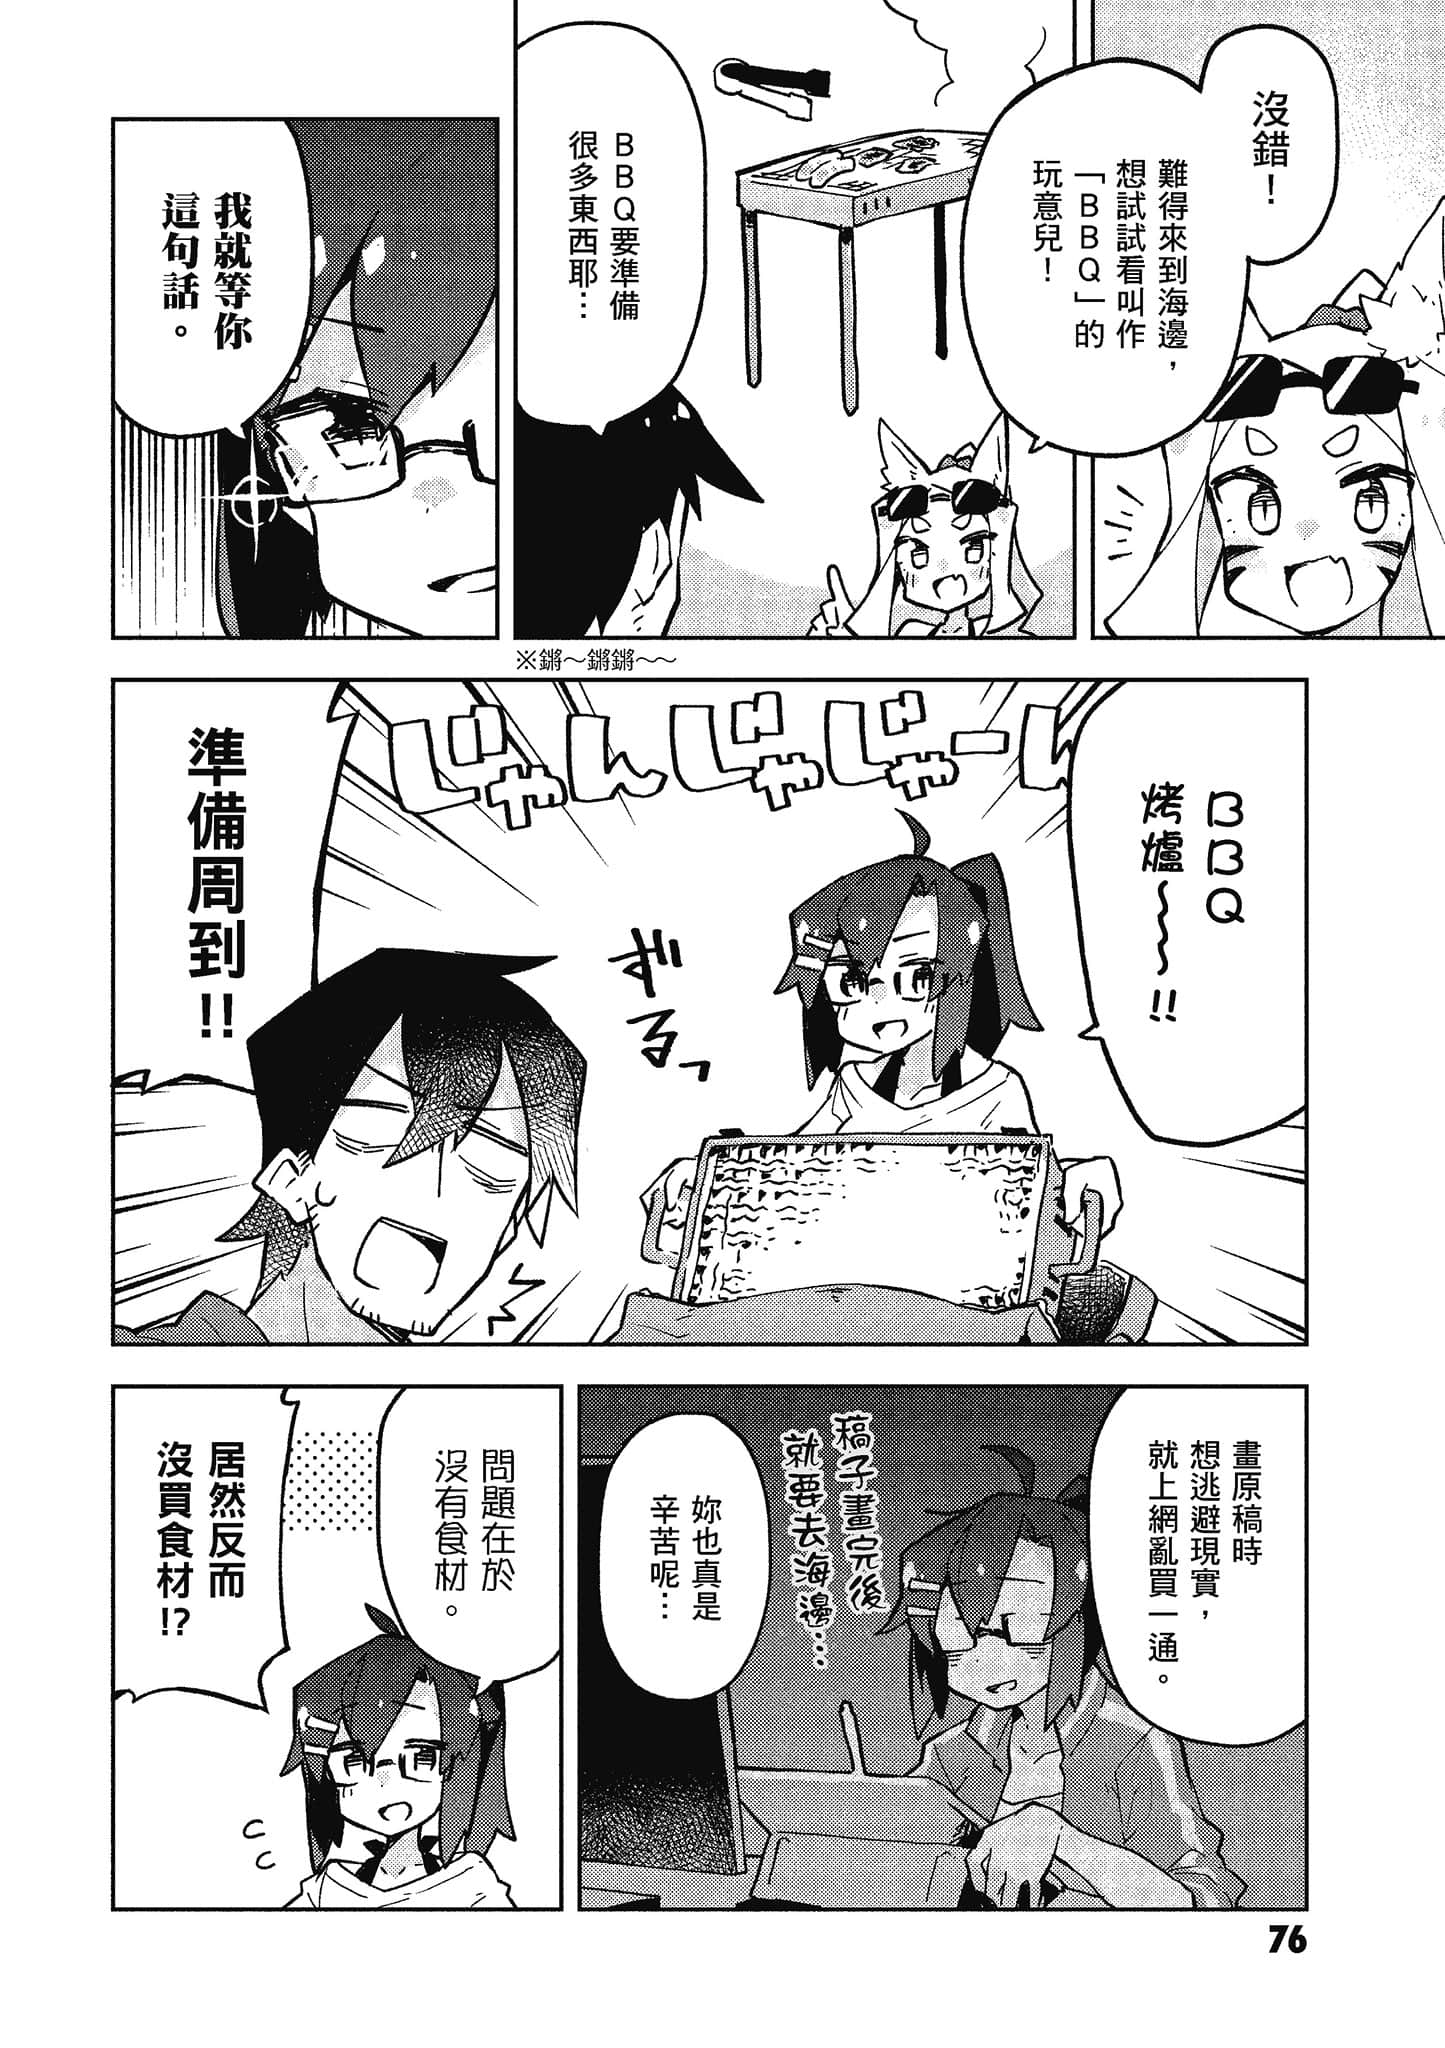 沒錯！
難得來到海邊，
想試試看叫作
「ＢＢＱ」的
玩意兒！
ＢＢＱ要準備
很多東西耶…
我就等你
這句話。
※鏘～鏘鏘～～
ＢＢＱ
烤爐～～～!!
じゃんじゃじゃーん
ずるっ
準備周到!!
畫原稿時
想逃避現實，
就上網亂買一通。
稿子畫完後
就要去海邊…
妳也真是
辛苦呢…
問題在於
沒有食材。
居然反而
沒買食材!?
76